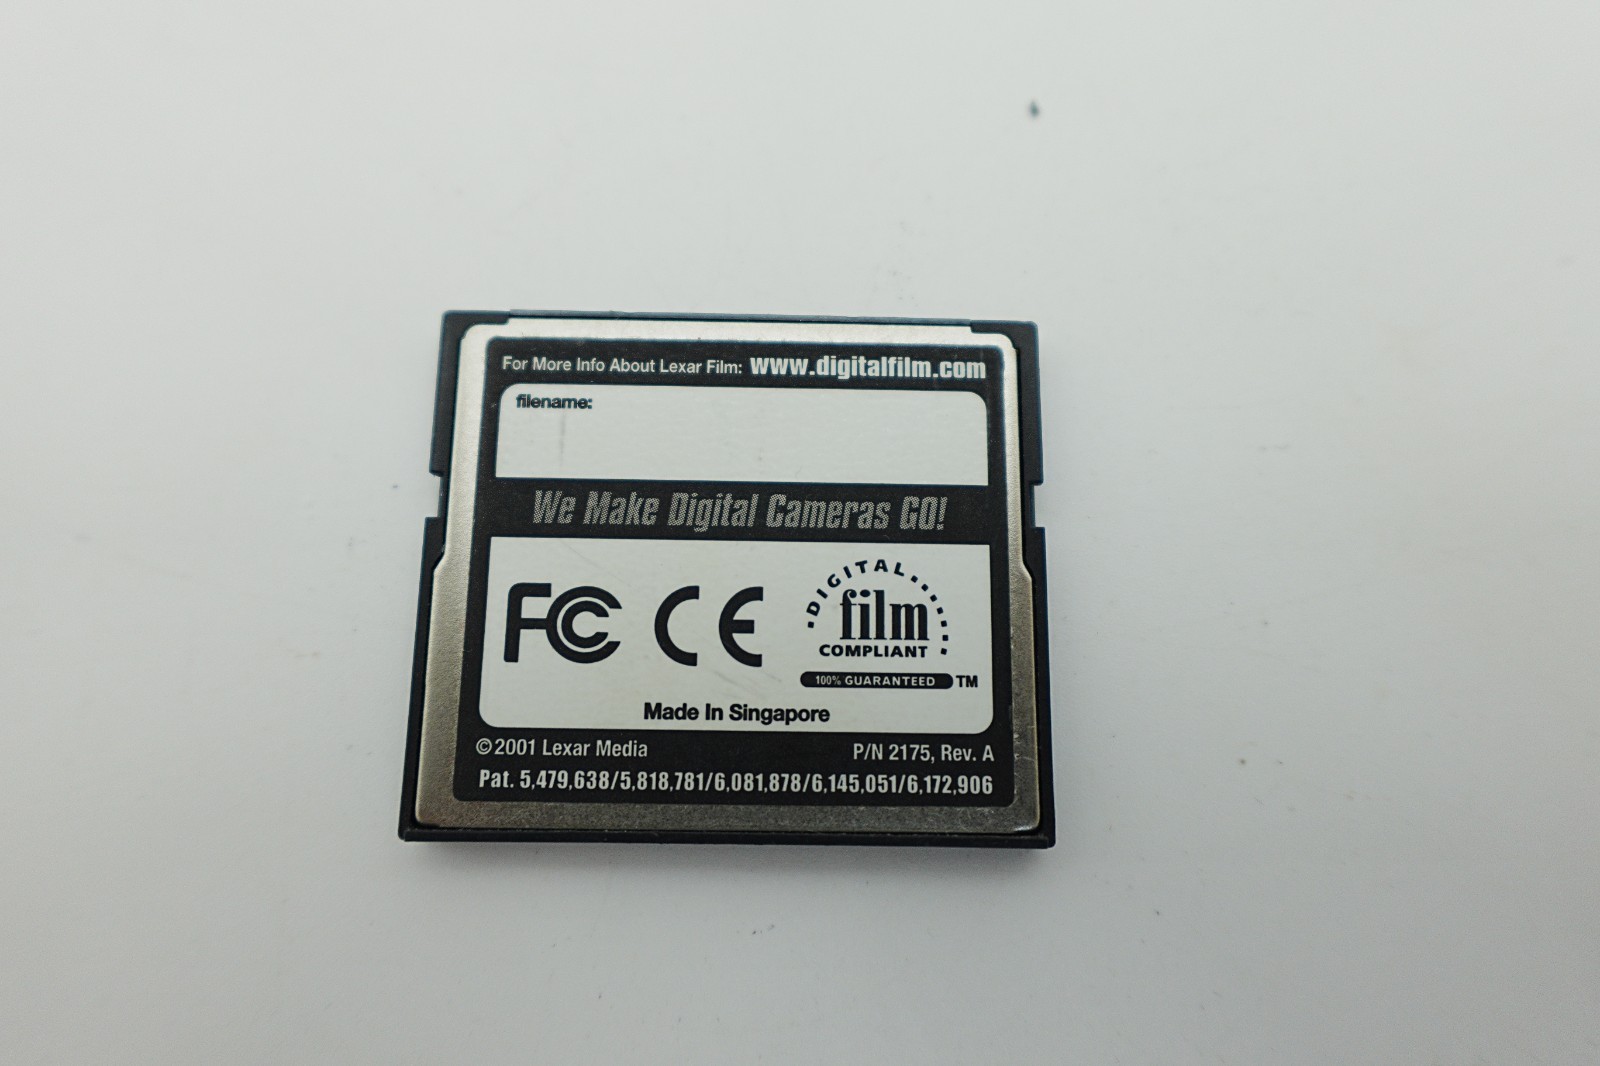 For More Info About Lexar Film: www.digitalfilm.com
filename:
We Make Digital Cameras GO!
FC CE
DIGITAL
film
COMPLIANT
100% GUARANTEED TM
Made In Singapore
©2001 Lexar Media P/N 2175, Rev. A
Pat. 5,479,638/5,818,781/6,081,878/6,145,051/6,172,906